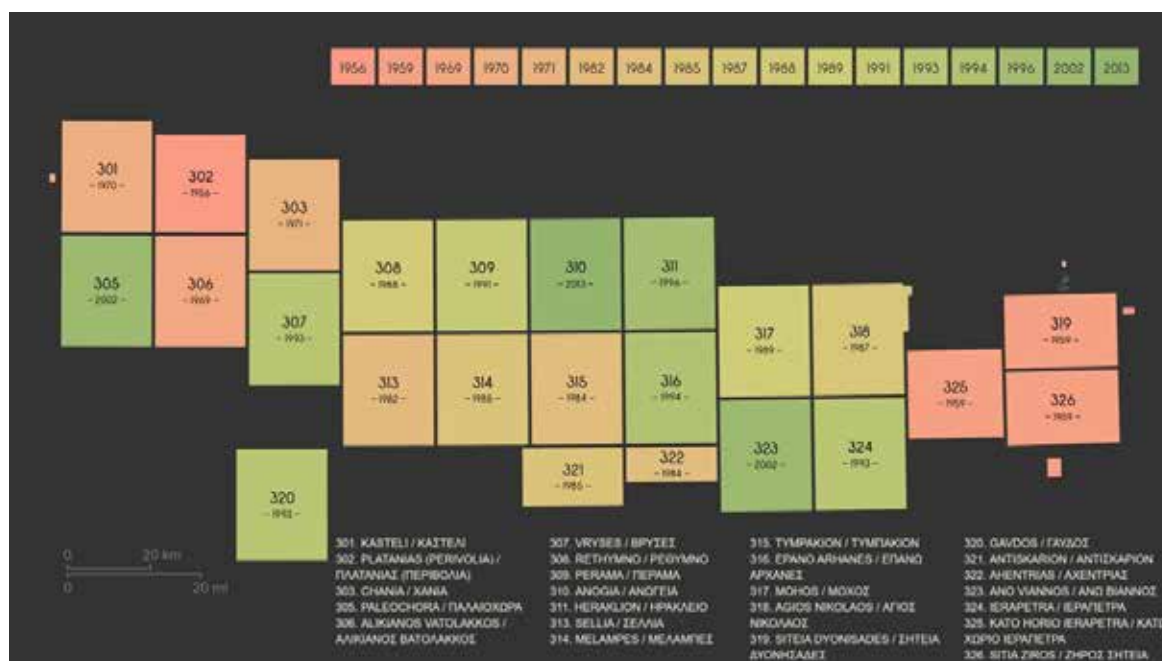 1956 1959 1969 1970 1971 1982 1984 1985 1987 1988 1989 1991 1993 1994 1996 2002 2013
301
- 1970 -
302
- 1956 -
303
- 1971 -
305
- 2002 -
306
- 1969 -
307
- 1993 -
308
- 1988 -
309
- 1991 -
310
- 2013 -
311
- 1996 -
313
- 1982 -
314
- 1985 -
315
- 1984 -
316
- 1994 -
317
- 1989 -
318
- 1987 -
319
- 1959 -
325
- 1959 -
326
- 1959 -
320
- 1993 -
321
- 1985 -
322
- 1984 -
323
- 2002 -
324
- 1993 -
0 20 km
0 20 mi
301. KASTELI / ΚΑΣΤΕΛΙ
302. PLATANIAS (PERIVOLIA) /
ΠΛΑΤΑΝΙΑΣ (ΠΕΡΙΒΟΛΙΑ)
303. CHANIA / ΧΑΝΙΑ
305. PALEOCHORA / ΠΑΛΑΙΟΧΩΡΑ
306. ALIKIANOS VATOLAKKOS /
ΑΛΙΚΙΑΝΟΣ ΒΑΤΟΛΑΚΚΟΣ
307. VRYSES / ΒΡΥΣΕΣ
308. RETHYMNO / ΡΕΘΥΜΝΟ
309. PERAMA / ΠΕΡΑΜΑ
310. ANOGIA / ΑΝΩΓΕΙΑ
311. HERAKLION / ΗΡΑΚΛΕΙΟ
313. SELLIA / ΣΕΛΛΙΑ
314. MELAMPES / ΜΕΛΑΜΠΕΣ
315. TYMPAKION / ΤΥΜΠΑΚΙΟΝ
316. EPANO ARHANES / ΕΠΑΝΩ
ΑΡΧΑΝΕΣ
317. MOHOS / ΜΟΧΟΣ
318. AGIOS NIKOLAOS / ΑΓΙΟΣ
ΝΙΚΟΛΑΟΣ
319. SITEIA DYONISADES / ΣΗΤΕΙΑ
ΔΥΟΝΗΣΑΔΕΣ
320. GAVDOS / ΓΑΥΔΟΣ
321. ANTISKARION / ΑΝΤΙΣΚΑΡΙΟΝ
322. AHENTRIAS / ΑΧΕΝΤΡΙΑΣ
323. ANO VIANNOS / ΑΝΩ ΒΙΑΝΝΟΣ
324. IERAPETRA / ΙΕΡΑΠΕΤΡΑ
325. KATO HORIO IERAPETRA /
ΧΩΡΙΟ ΙΕΡΑΠΕΤΡΑ
326. SITIA ZIROS / ΖΗΡΟΣ ΣΗΤΕΙΑ